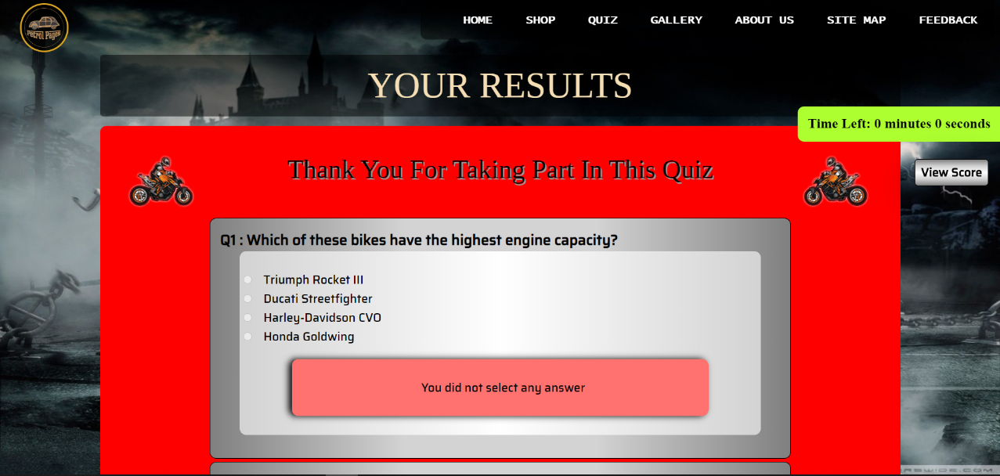 Petrol Pages
HOME SHOP QUIZ GALLERY ABOUT US SITE MAP FEEDBACK
YOUR RESULTS
Time Left: 0 minutes 0 seconds
Thank You For Taking Part In This Quiz
View Score
Q1 : Which of these bikes have the highest engine capacity?
Triumph Rocket III
Ducati Streetfighter
Harley-Davidson CVO
Honda Goldwing
You did not select any answer